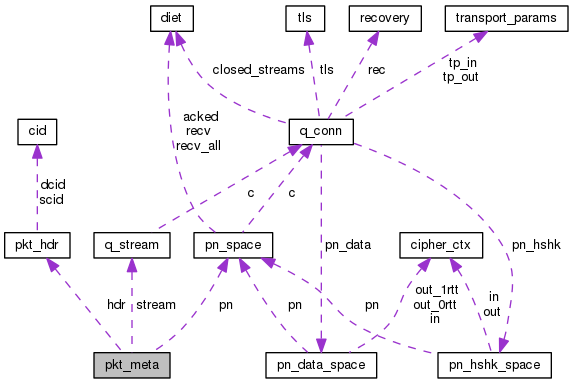 diet
tls
recovery
transport_params
closed_streams
tls
rec
tp_in
tp_out
acked
recv
recv_all
cid
q_conn
dcid
scid
c
c
pn_data
pn_hshk
pkt_hdr
q_stream
pn_space
cipher_ctx
hdr
stream
pn
pn
out_1rtt
out_0rtt
in
pn
in
out
pkt_meta
pn_data_space
pn_hshk_space